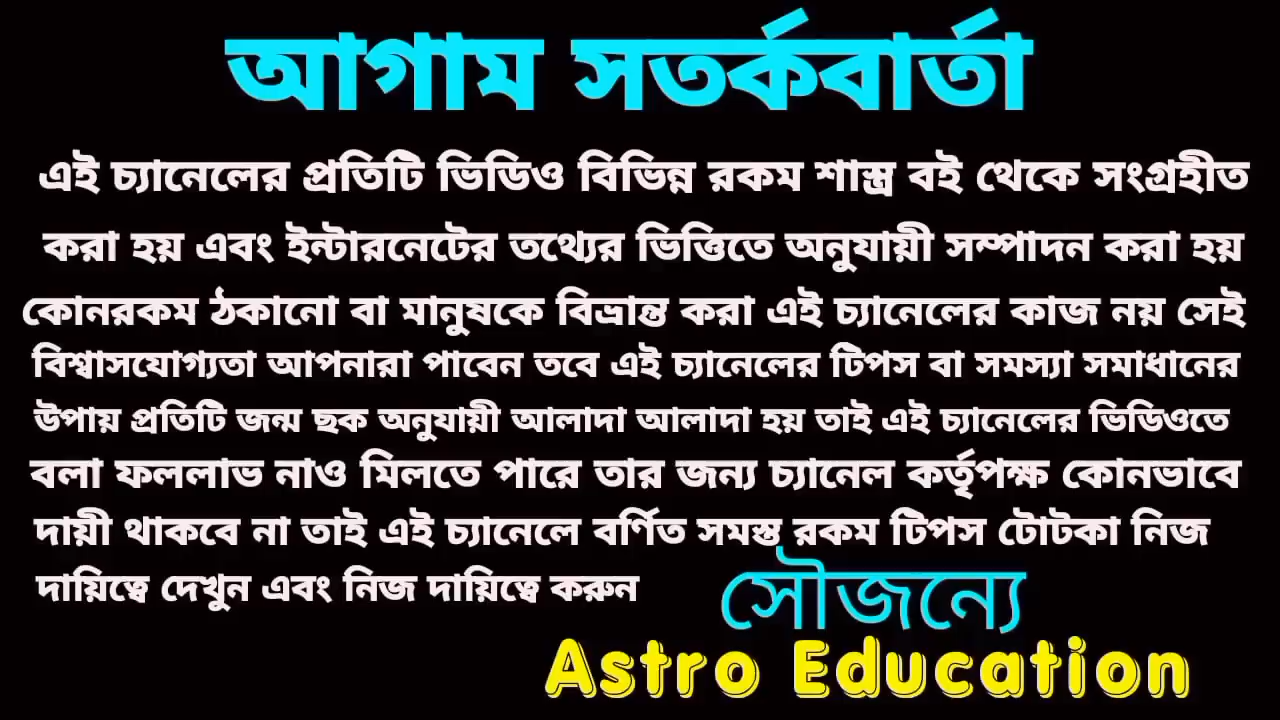 আগাম সতর্কবার্তা
এই চ্যানেলের প্রতিটি ভিডিও বিভিন্ন রকম শাস্ত্র বই থেকে সংগ্রহীত
করা হয় এবং ইন্টারনেটের তথ্যের ভিত্তিতে অনুযায়ী সম্পাদন করা হয়
কোনরকম ঠকানো বা মানুষকে বিভ্রান্ত করা এই চ্যানেলের কাজ নয় সেই
বিশ্বাসযোগ্যতা আপনারা পাবেন তবে এই চ্যানেলের টিপস বা সমস্যা সমাধানের
উপায় প্রতিটি জন্ম ছক অনুযায়ী আলাদা আলাদা হয় তাই এই চ্যানেলের ভিডিওতে
বলা ফললাভ নাও মিলতে পারে তার জন্য চ্যানেল কর্তৃপক্ষ কোনভাবে
দায়ী থাকবে না তাই এই চ্যানেলে বর্ণিত সমস্ত রকম টিপস টোটকা নিজ
দায়িত্বে দেখুন এবং নিজ দায়িত্বে করুন
সৌজন্যে
Astro Education